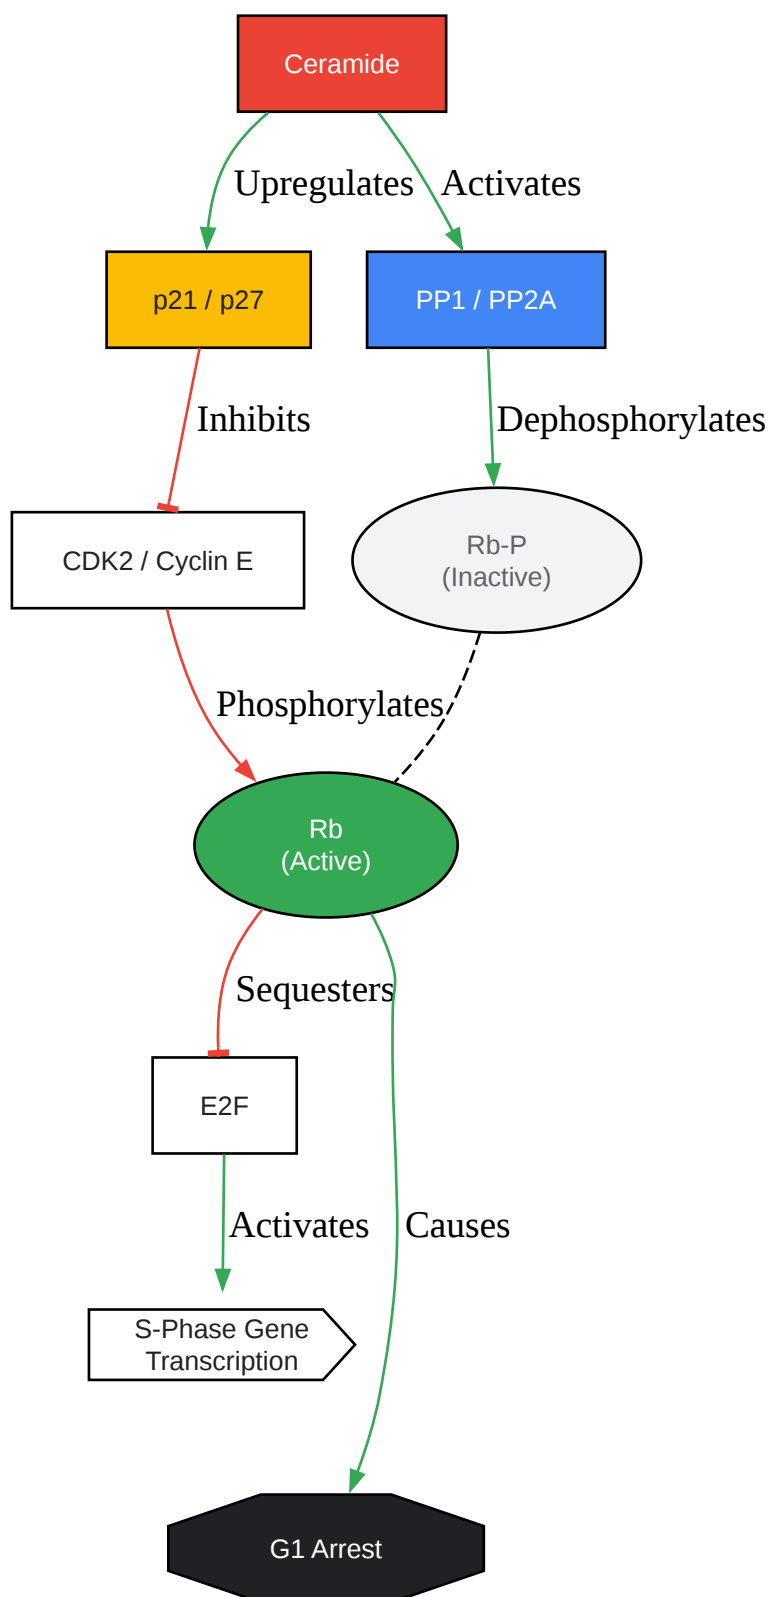 Ceramide
Upregulates
Activates
p21 / p27
PP1 / PP2A
Inhibits
Dephosphorylates
CDK2 / Cyclin E
Rb-P
(Inactive)
Phosphorylates
Rb
(Active)
Sequesters
E2F
Activates
Causes
S-Phase Gene
Transcription
G1 Arrest